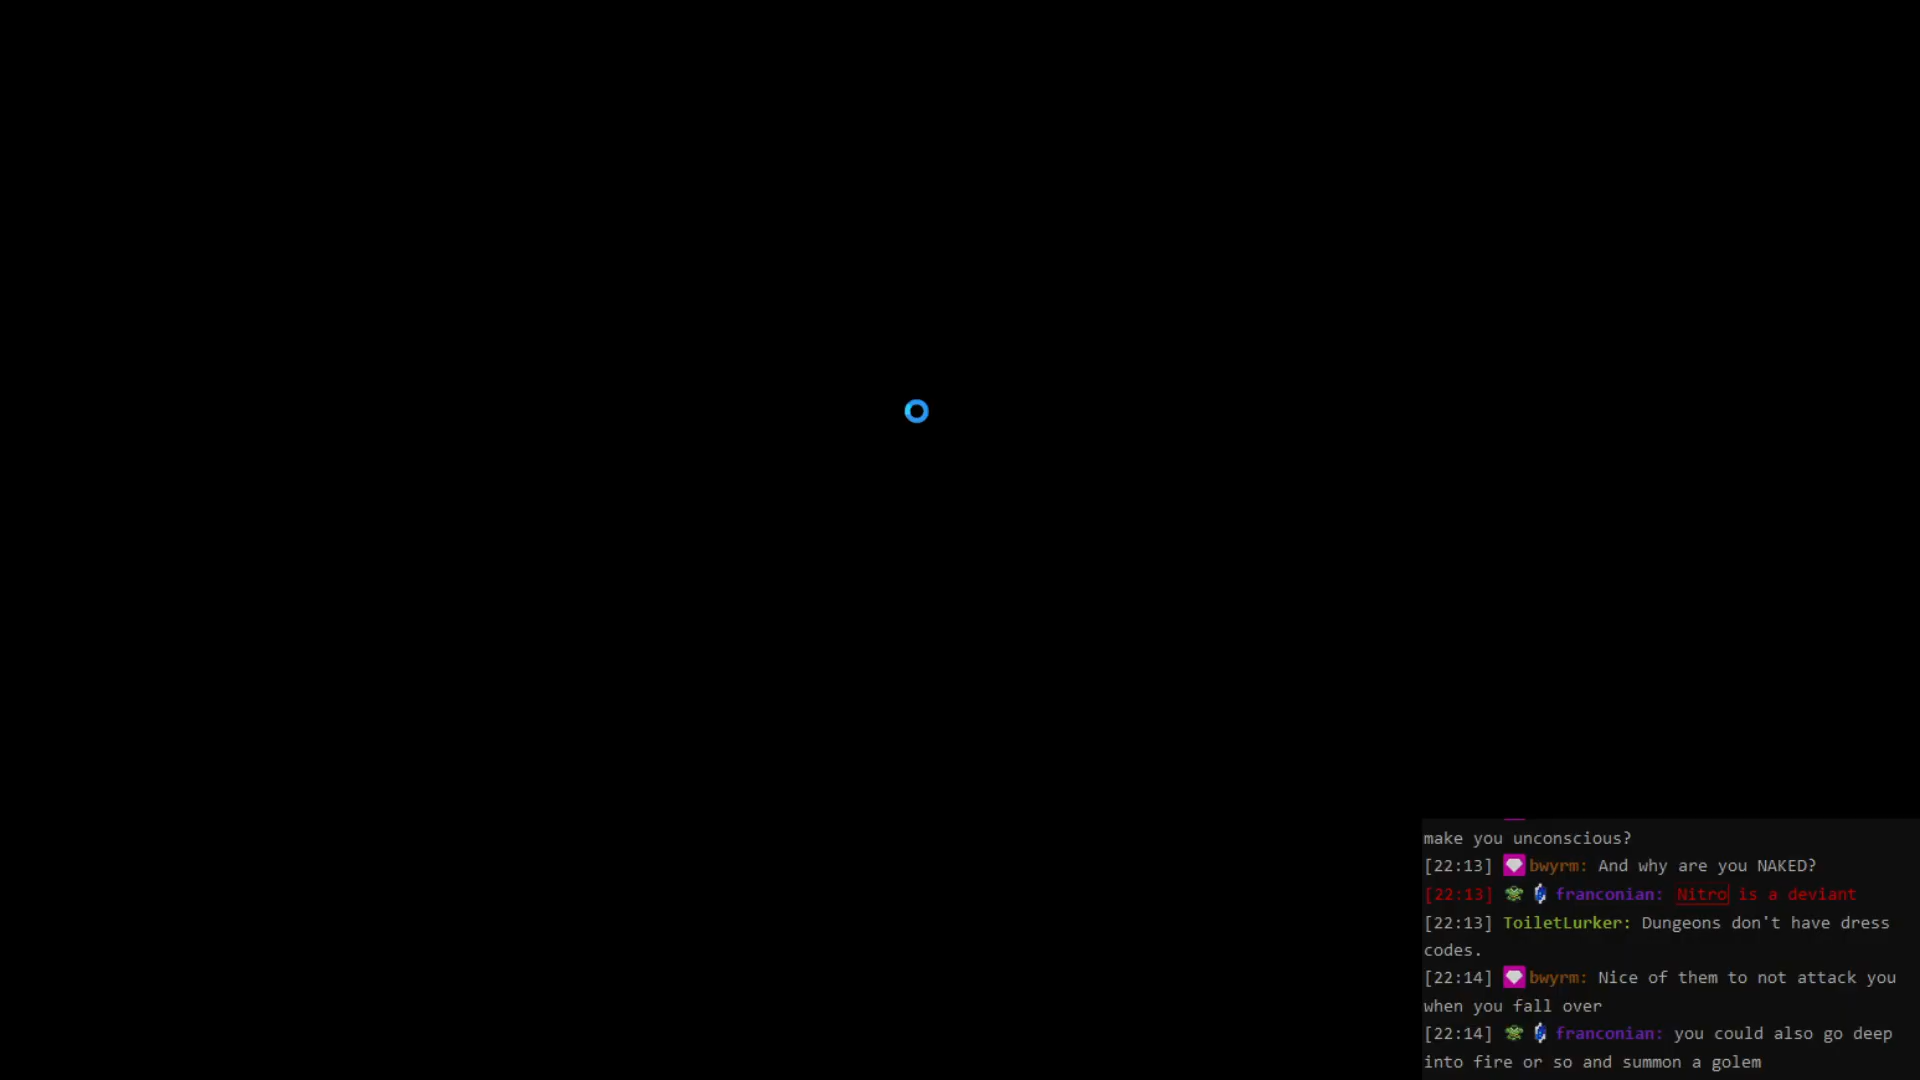 make you unconscious?
[22:13] bwyrm: And why are you NAKED?
[22:13] franconian: Nitro is a deviant
[22:13] ToiletLurker: Dungeons don't have dress
codes.
[22:14] bwyrm: Nice of them to not attack you
when you fall over
[22:14] franconian: you could also go deep
into fire or so and summon a golem